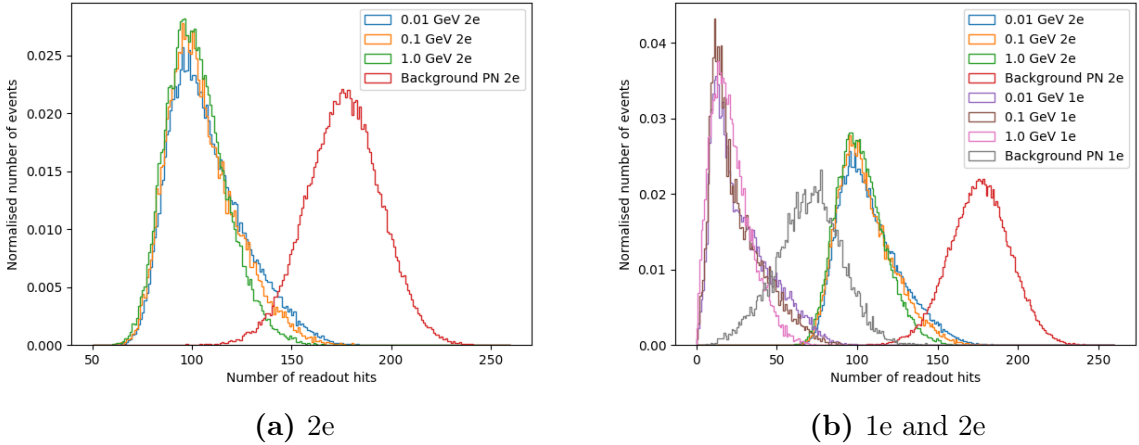 0.01 GeV 2e
0.1 GeV 2e
1.0 GeV 2e
Background PN 2e
Normalised number of events
0.025
0.020
0.015
0.010
0.005
0.000
50 100 150 200 250
Number of readout hits
(a) 2e
0.01 GeV 2e
0.1 GeV 2e
1.0 GeV 2e
Background PN 2e
0.01 GeV 1e
0.1 GeV 1e
1.0 GeV 1e
Background PN 1e
Normalised number of events
0.04
0.03
0.02
0.01
0.00
0 50 100 150 200 250
Number of readout hits
(b) 1e and 2e